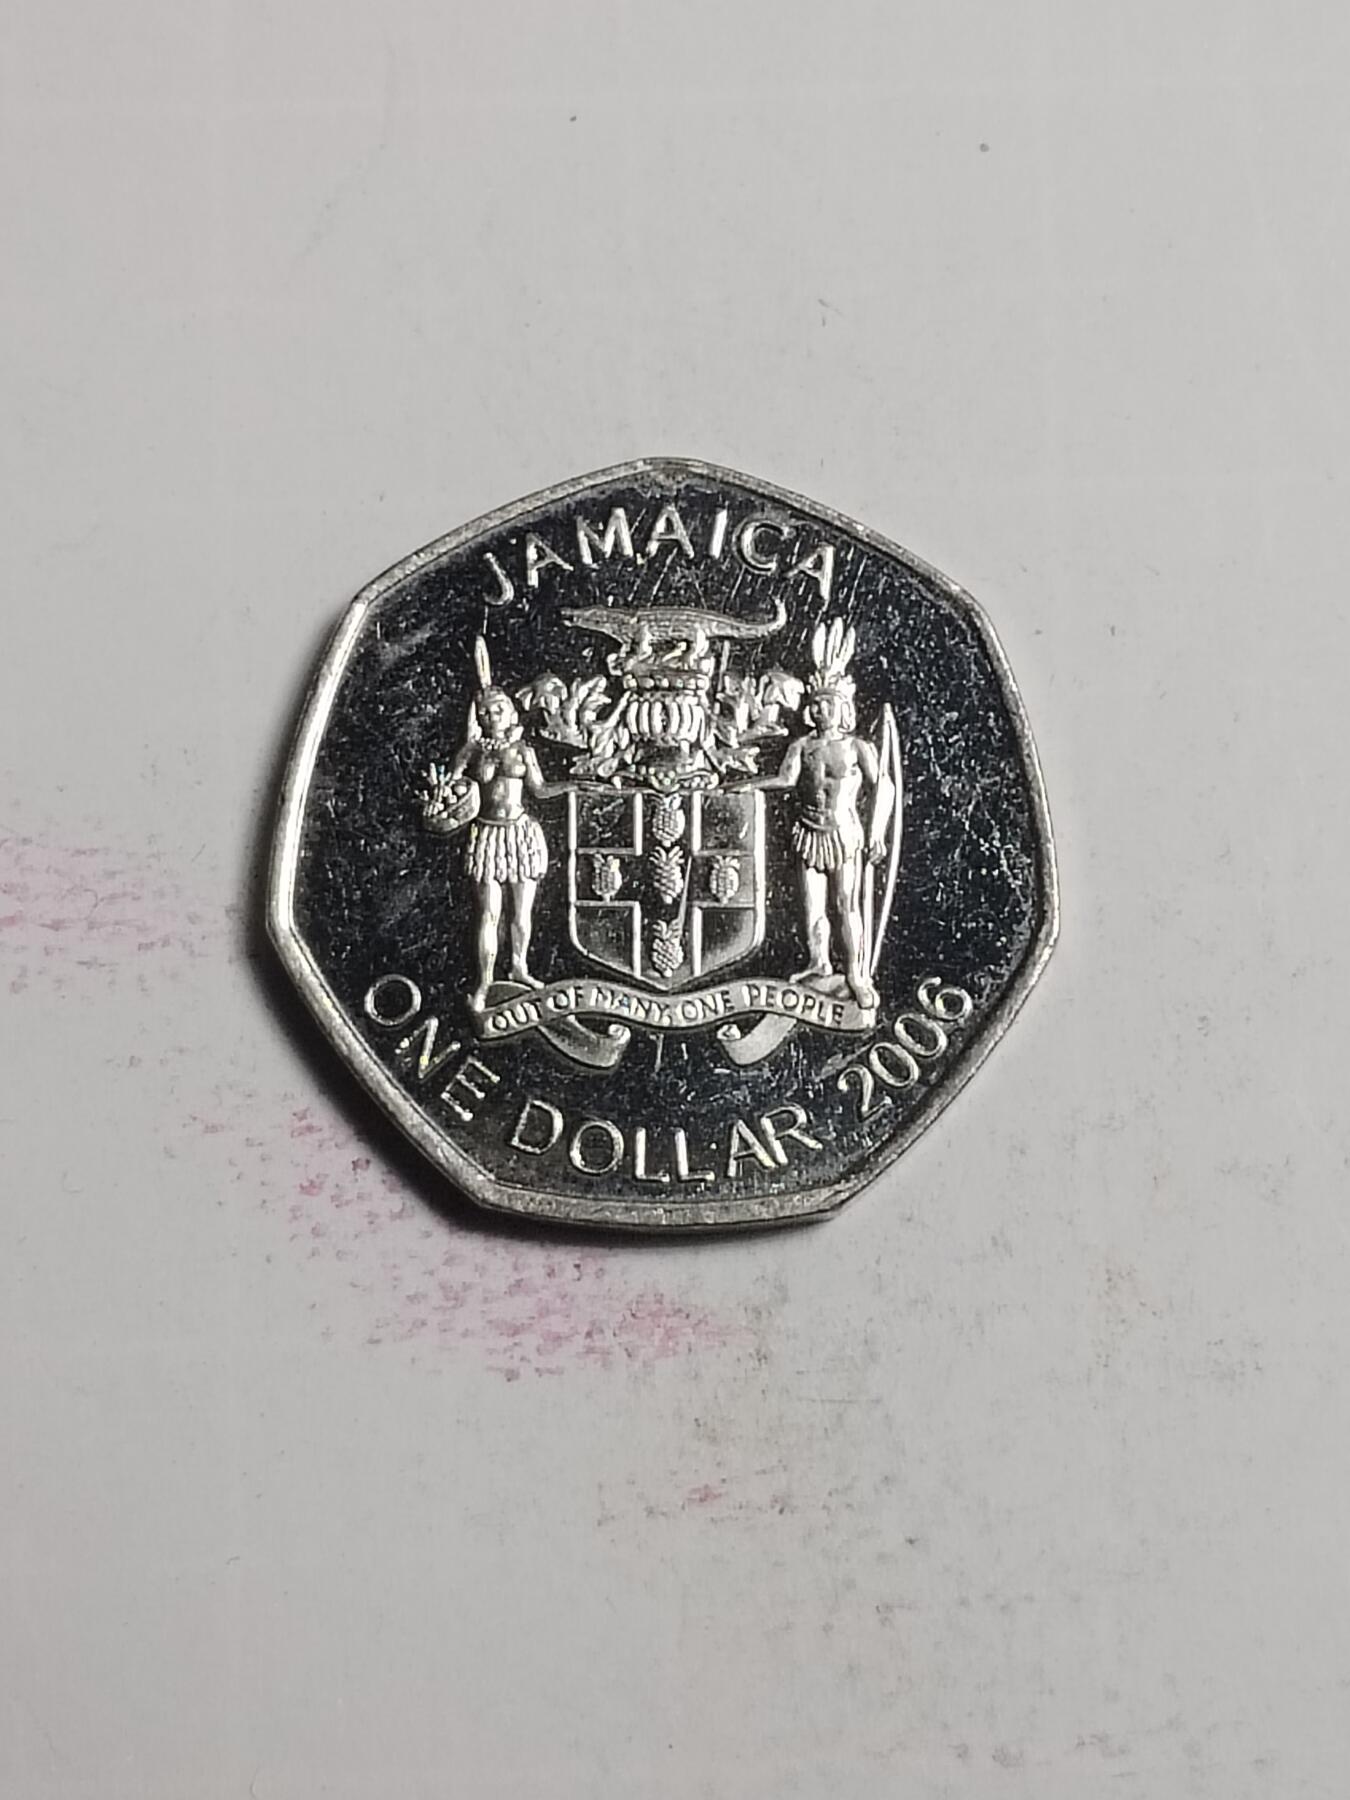 JAMAICA
OUT OF MANY, ONE PEOPLE
ONE DOLLAR 2006